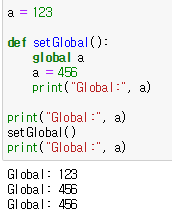 a = 123
def setGlobal():
    global a
    a = 456
    print("Global:", a)
print("Global:", a)
setGlobal()
print("Global:", a)
Global: 123
Global: 456
Global: 456